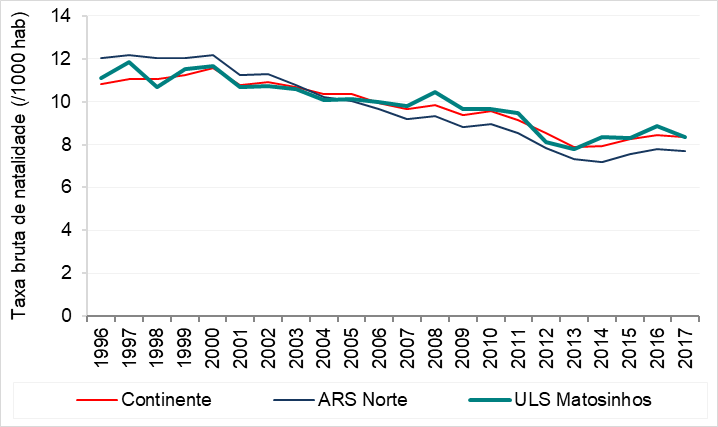 Taxa bruta de natalidade (/1000 hab)
14
12
10
8
6
4
2
0
1996 1997 1998 1999 2000 2001 2002 2003 2004 2005 2006 2007 2008 2009 2010 2011 2012 2013 2014 2015 2016 2017
Continente ARS Norte ULS Matosinhos